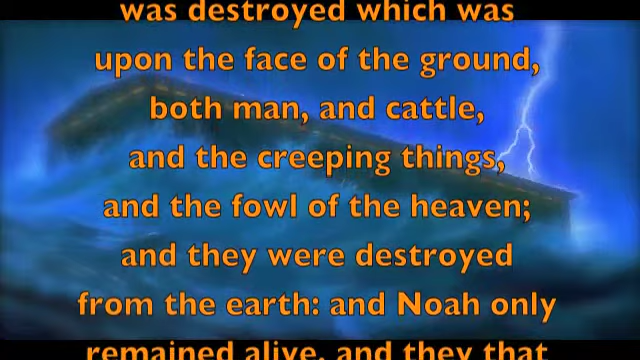 was destroyed which was
upon the face of the ground,
both man, and cattle,
and the creeping things,
and the fowl of the heaven;
and they were destroyed
from the earth: and Noah only
remained alive, and they that